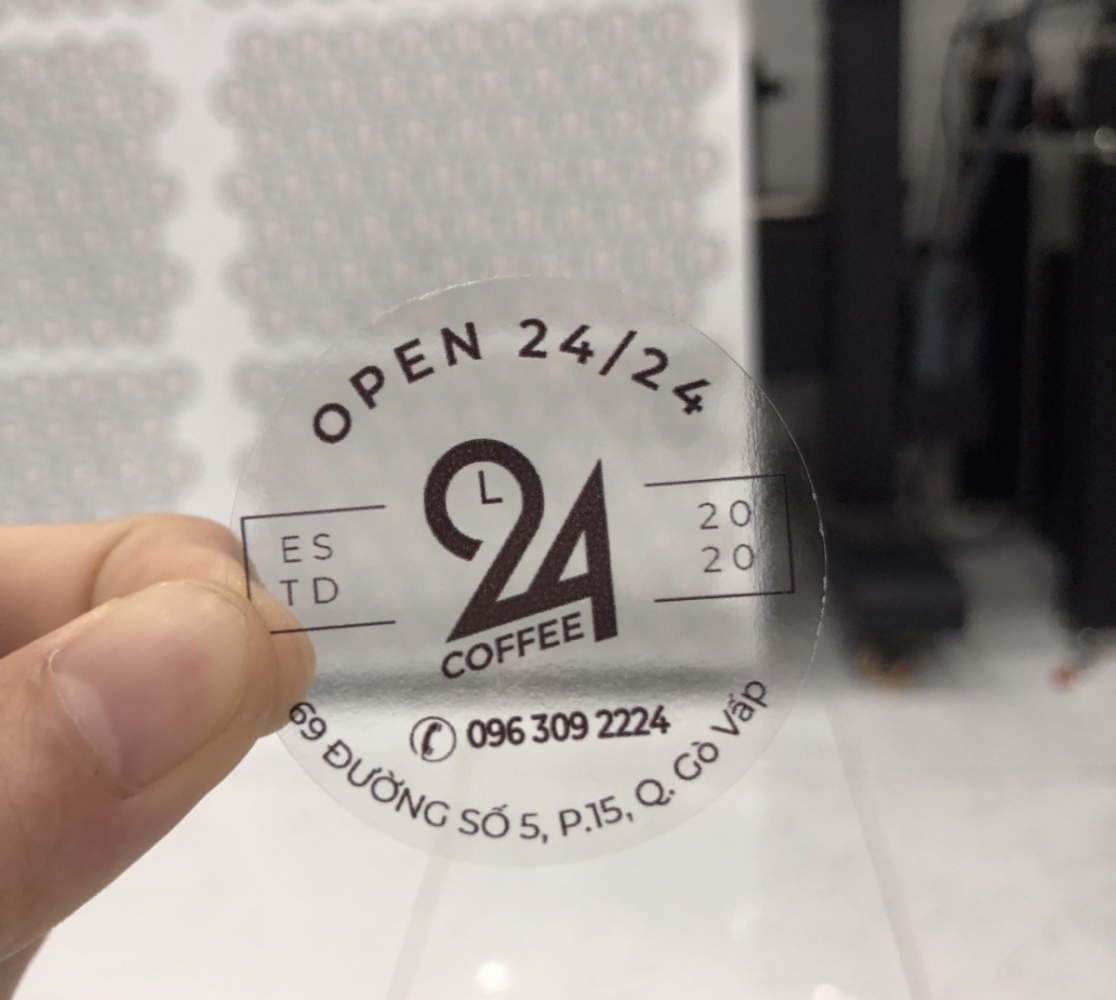 OPEN 24/24
ES
TD
24
COFFEE
20
20
096 309 2224
69 ĐƯỜNG SỐ 5, P.15, Q. GÒ VẤP